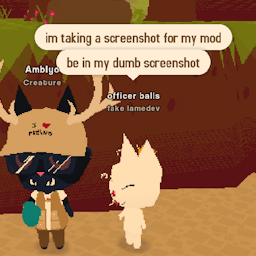 im taking a screenshot for my mod
be in my dumb screenshot
Amblyo
Creature
officer balls
fake lamedev
I ❤